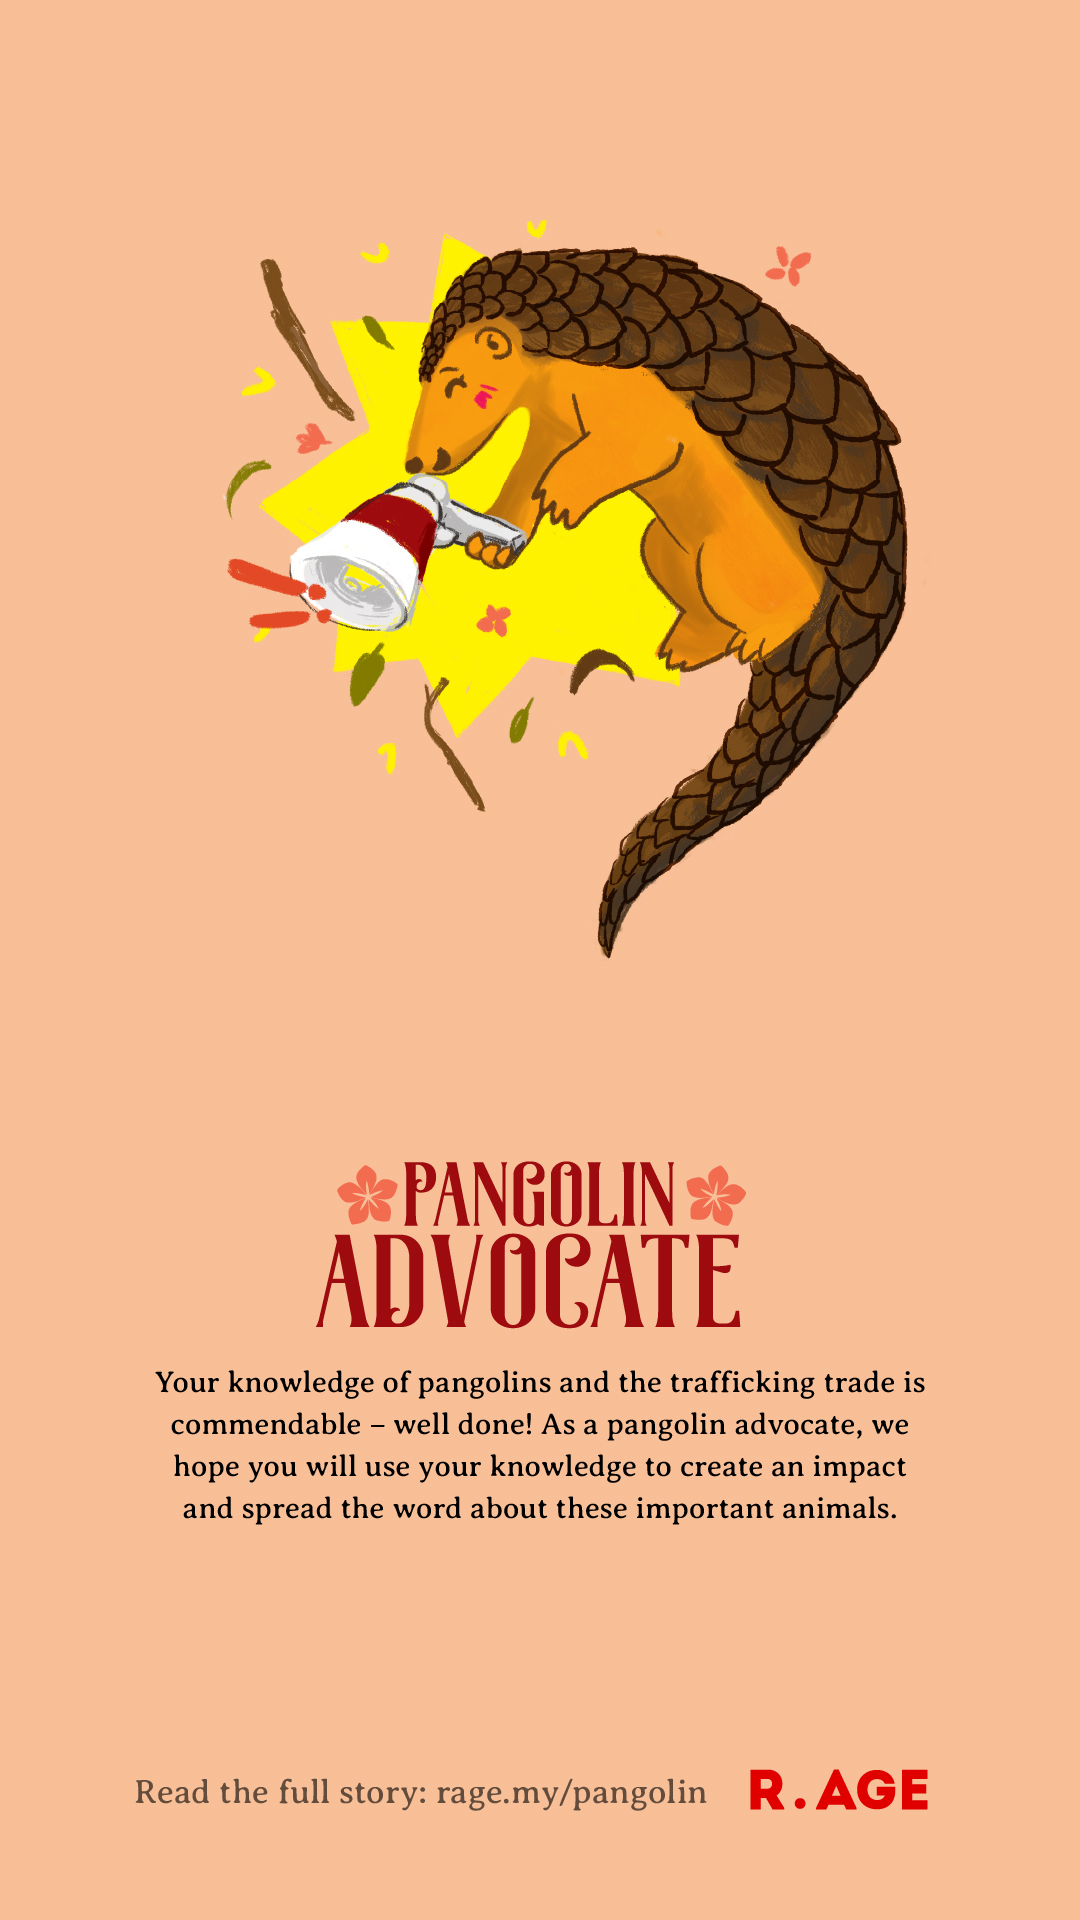 PANGOLIN
ADVOCATE
Your knowledge of pangolins and the trafficking trade is
commendable – well done! As a pangolin advocate, we
hope you will use your knowledge to create an impact
and spread the word about these important animals.
Read the full story: rage.my/pangolin R.AGE